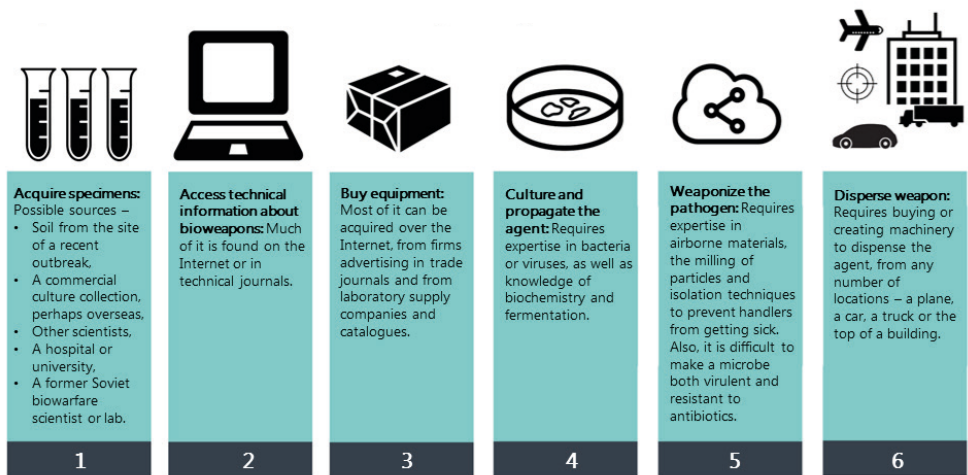 Acquire specimens:
Possible sources –
• Soil from the site
of a recent
outbreak,
• A commercial
culture collection,
perhaps overseas,
• Other scientists,
• A hospital or
university,
• A former Soviet
biowarfare
scientist or lab.
1
Access technical
information about
bioweapons: Much
of it is found on the
Internet or in
technical journals.
2
Buy equipment:
Most of it can be
acquired over the
Internet, from firms
advertising in trade
journals and from
laboratory supply
companies and
catalogues.
3
Culture and
propagate the
agent: Requires
expertise in bacteria
or viruses, as well as
knowledge of
biochemistry and
fermentation.
4
Weaponize the
pathogen: Requires
expertise in
airborne materials,
the milling of
particles and
isolation techniques
to prevent handlers
from getting sick.
Also, it is difficult to
make a microbe
both virulent and
resistant to
antibiotics.
5
Disperse weapon:
Requires buying or
creating machinery
to dispense the
agent, from any
number of
locations – a plane,
a car, a truck or the
top of a building.
6